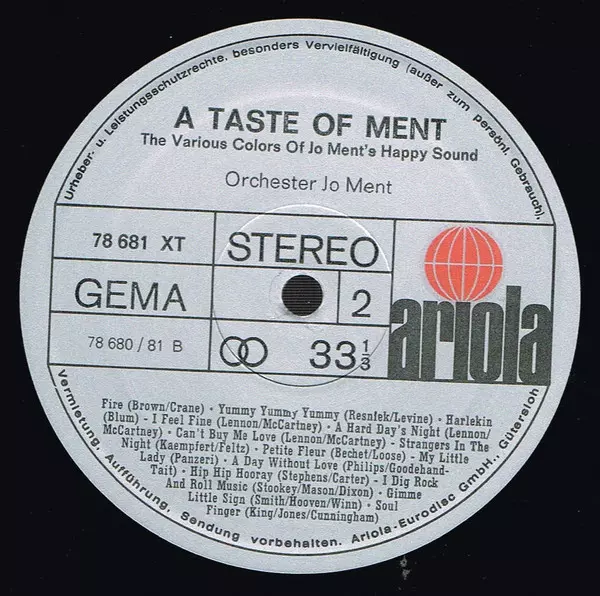 Urheber- u. Leistungsschutzrechte, besonders Vervielfältigung (außer zum persönl. Gebrauch),
A TASTE OF MENT
The Various Colors Of Jo Ment's Happy Sound
Orchester Jo Ment
78 681 XT
STEREO
GEMA
2
ariola
78 680 / 81 B
33 1/3
Fire (Brown/Crane) · Yummy Yummy Yummy (Resniek/Levine) · Harlekin
(Blum) - I Feel Fine (Lennon/McCartney) · A Hard Day's Night (Lennon/
McCartney) · Can't Buy Me Love (Lennon/McCartney) · Strangers In The
Night (Kaempfert/Feltz) · Petite Fleur (Bechet/Loose) - My Little
Lady (Panzeri) · A Day Without Love (Philips/Goodehand-
Tait) · Hip Hip Hooray (Stephens/Carter) - I Dig Rock
And Roll Music (Stookey/Mason/Dixon) · Gimme
Little Sign (Smith/Hooven/Winn) · Soul
Finger (King/Jones/Cunningham)
Vermietung, Aufführung, Sendung vorbehalten. Ariola-Eurodisc GmbH., Gütersloh